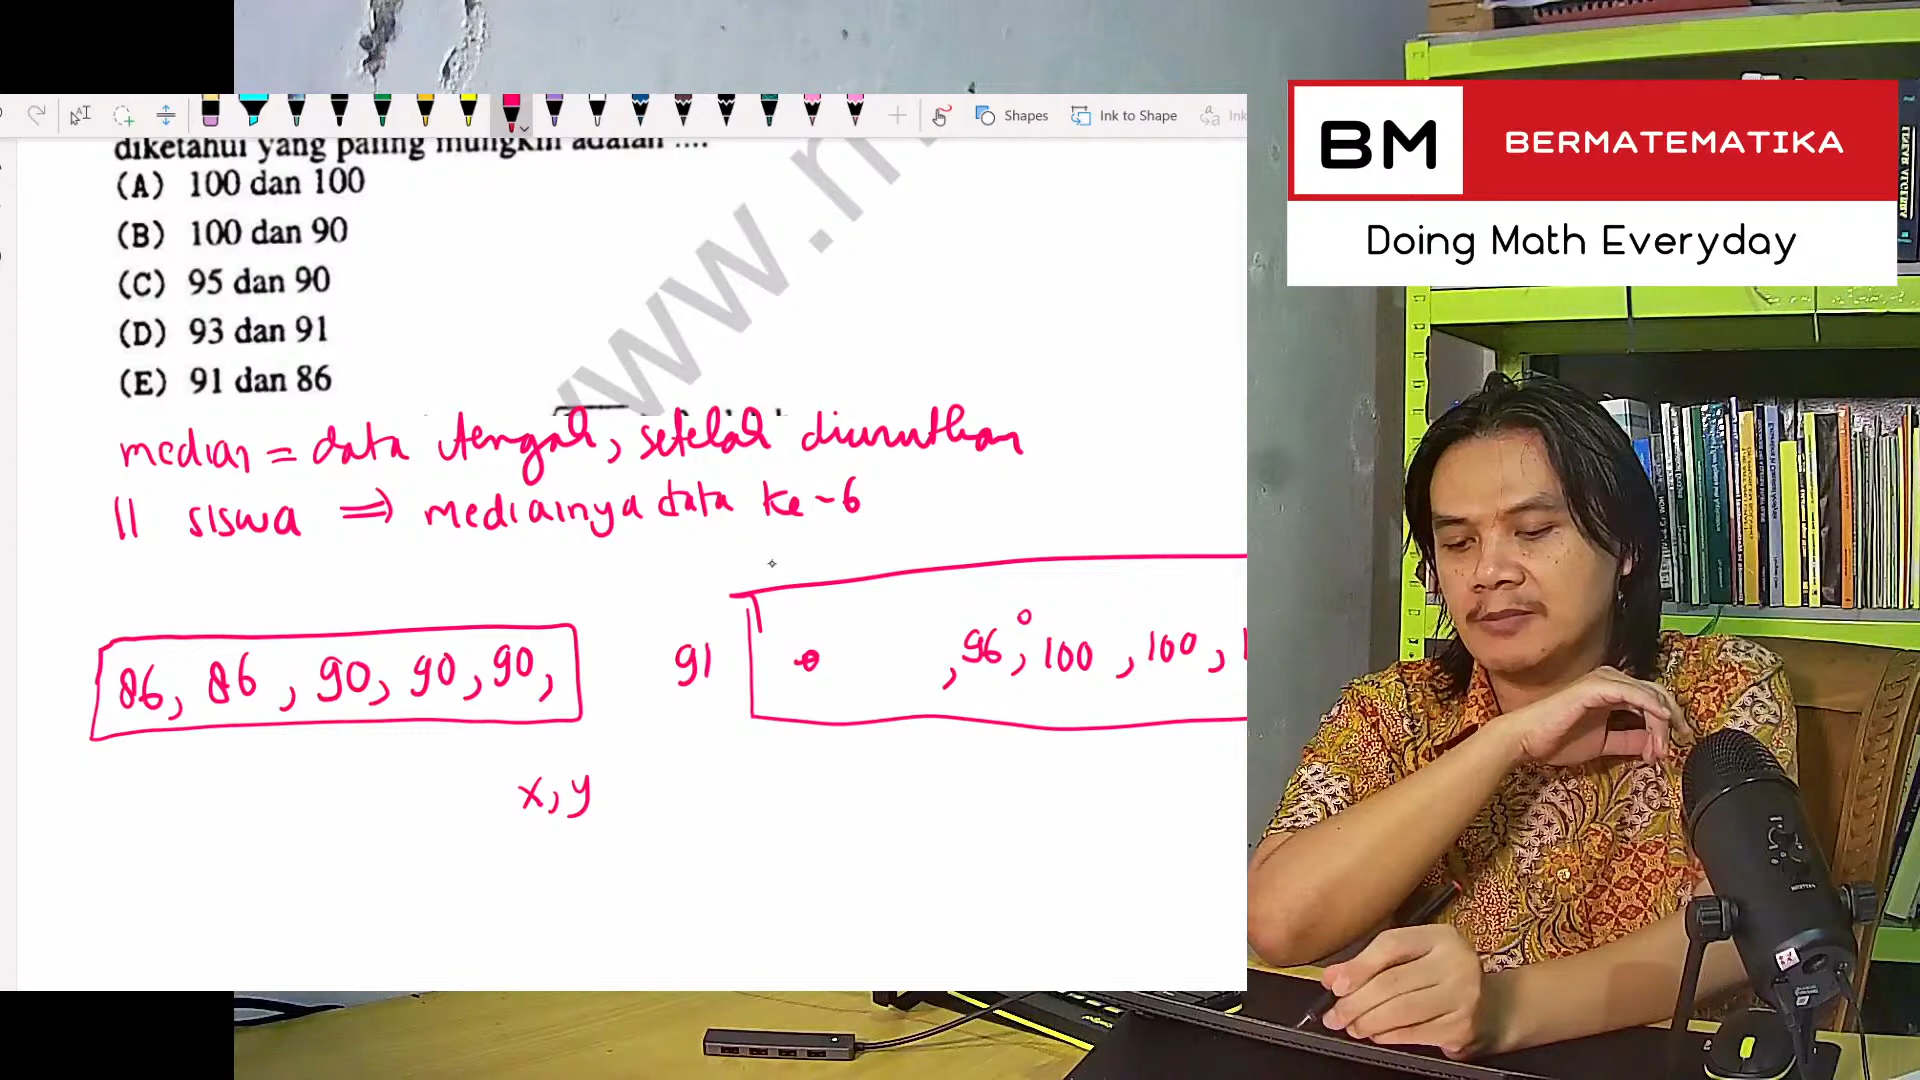 Shapes
Ink to Shape
Ink
diketahui yang paling mungkin adalah ....
(A) 100 dan 100
(B) 100 dan 90
(C) 95 dan 90
(D) 93 dan 91
(E) 91 dan 86
median = data tengah, setelah diurutkan
11 siswa ⇒ mediannya data ke-6
86, 86, 90, 90, 90,
91
, 96, 100, 100,
x, y
BM BERMATEMATIKA
Doing Math Everyday